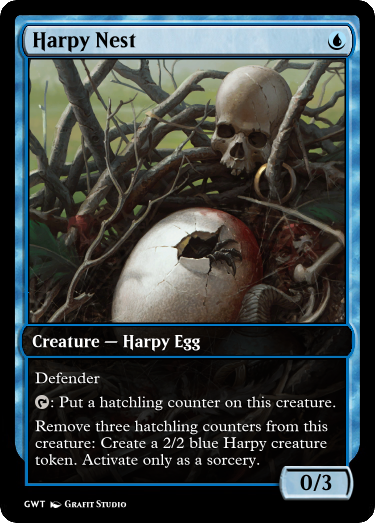 Harpy Nest
Creature — Harpy Egg
Defender
: Put a hatchling counter on this creature.
Remove three hatchling counters from this
creature: Create a 2/2 blue Harpy creature
token. Activate only as a sorcery.
0/3
GWT Grafit Studio